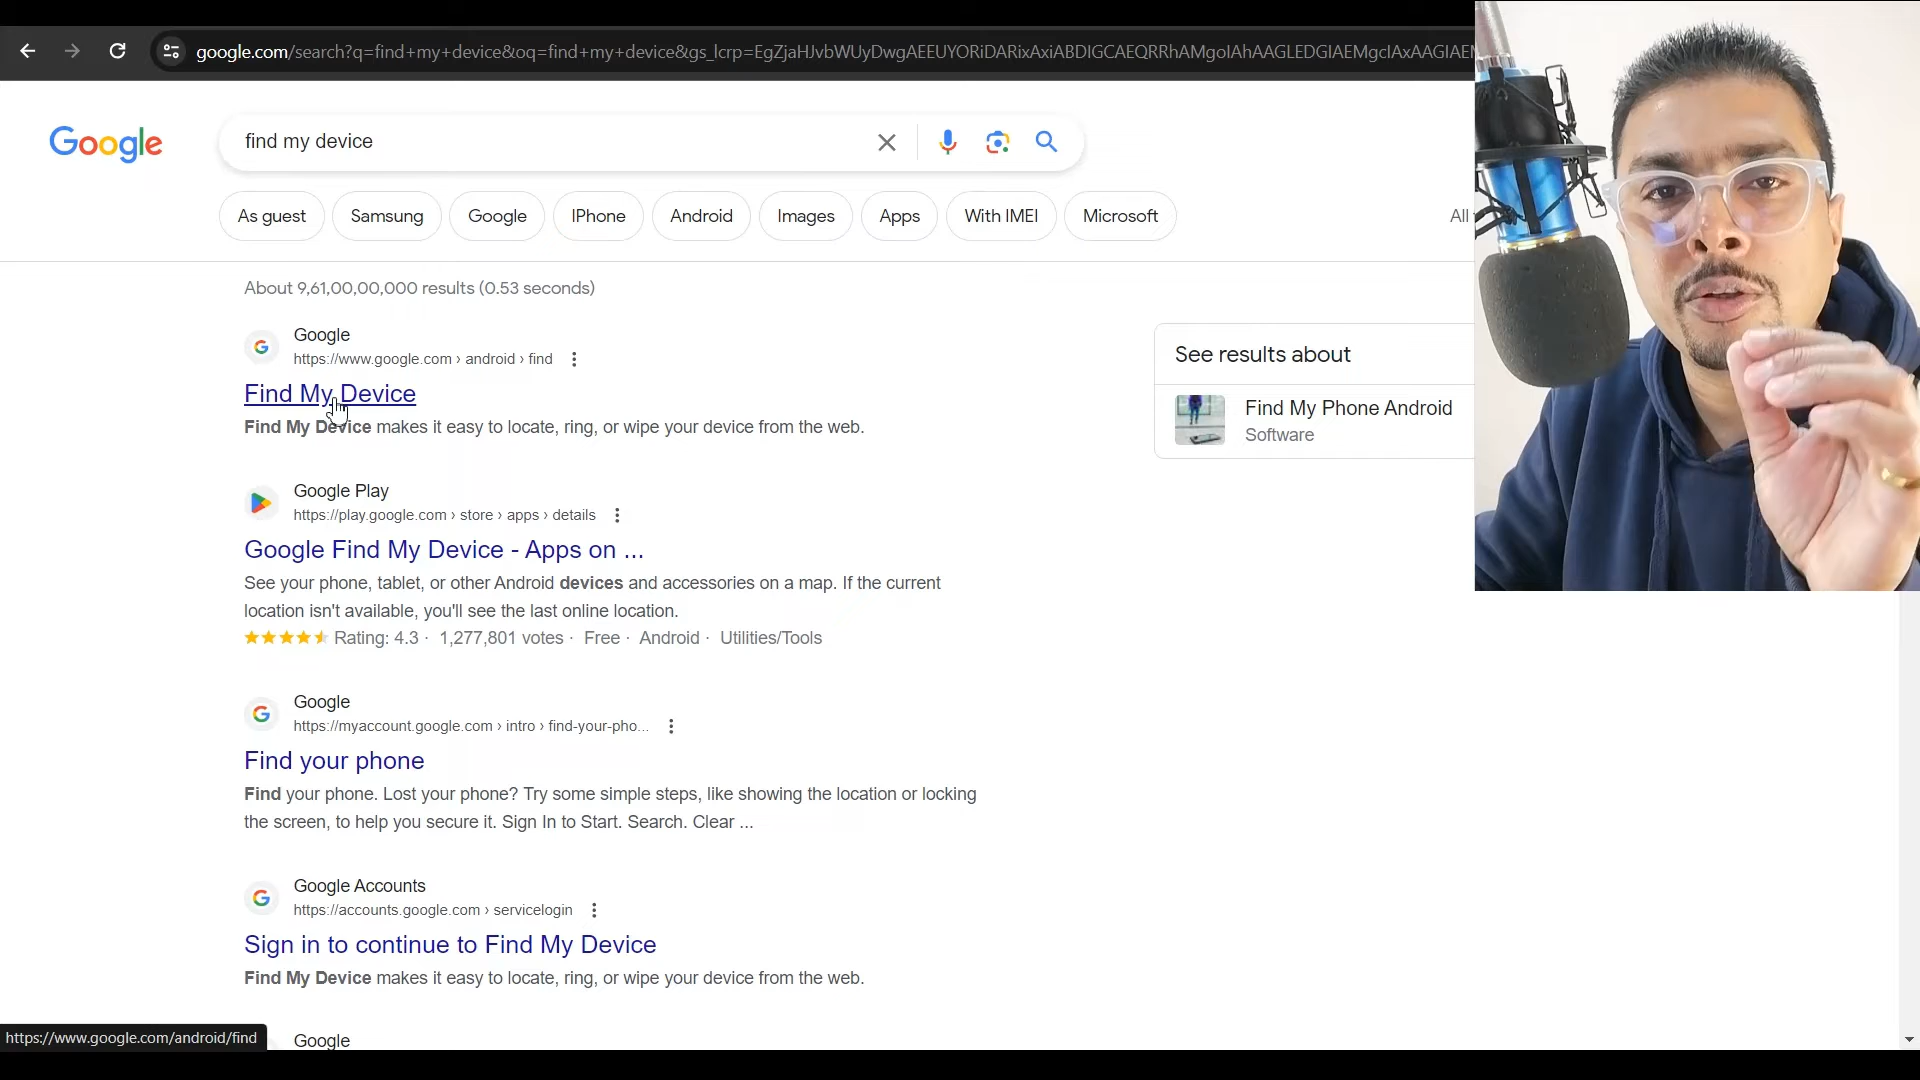 google.com/search?q=find+my+device&oq=find+my+device&gs_lcrp=EgZjaHJvbWUyDwgAEEUYORiDARixAxiABDIGCAEQRRhAMgoIAhAAGLEDGIAEMgcIAxAAGIAEM
Google
find my device
As guest
Samsung
Google
IPhone
Android
Images
Apps
With IMEI
Microsoft
All
About 9,61,00,00,000 results (0.53 seconds)
Google
https://www.google.com › android › find
Find My Device
Find My Device makes it easy to locate, ring, or wipe your device from the web.
See results about
Find My Phone Android
Software
Google Play
https://play.google.com › store › apps › details
Google Find My Device - Apps on ...
See your phone, tablet, or other Android devices and accessories on a map. If the current
location isn't available, you'll see the last online location.
Rating: 4.3 · 1,277,801 votes · Free · Android · Utilities/Tools
Google
https://myaccount.google.com › intro › find-your-pho...
Find your phone
Find your phone. Lost your phone? Try some simple steps, like showing the location or locking
the screen, to help you secure it. Sign In to Start. Search. Clear ...
Google Accounts
https://accounts.google.com › servicelogin
Sign in to continue to Find My Device
Find My Device makes it easy to locate, ring, or wipe your device from the web.
https://www.google.com/android/find
Google